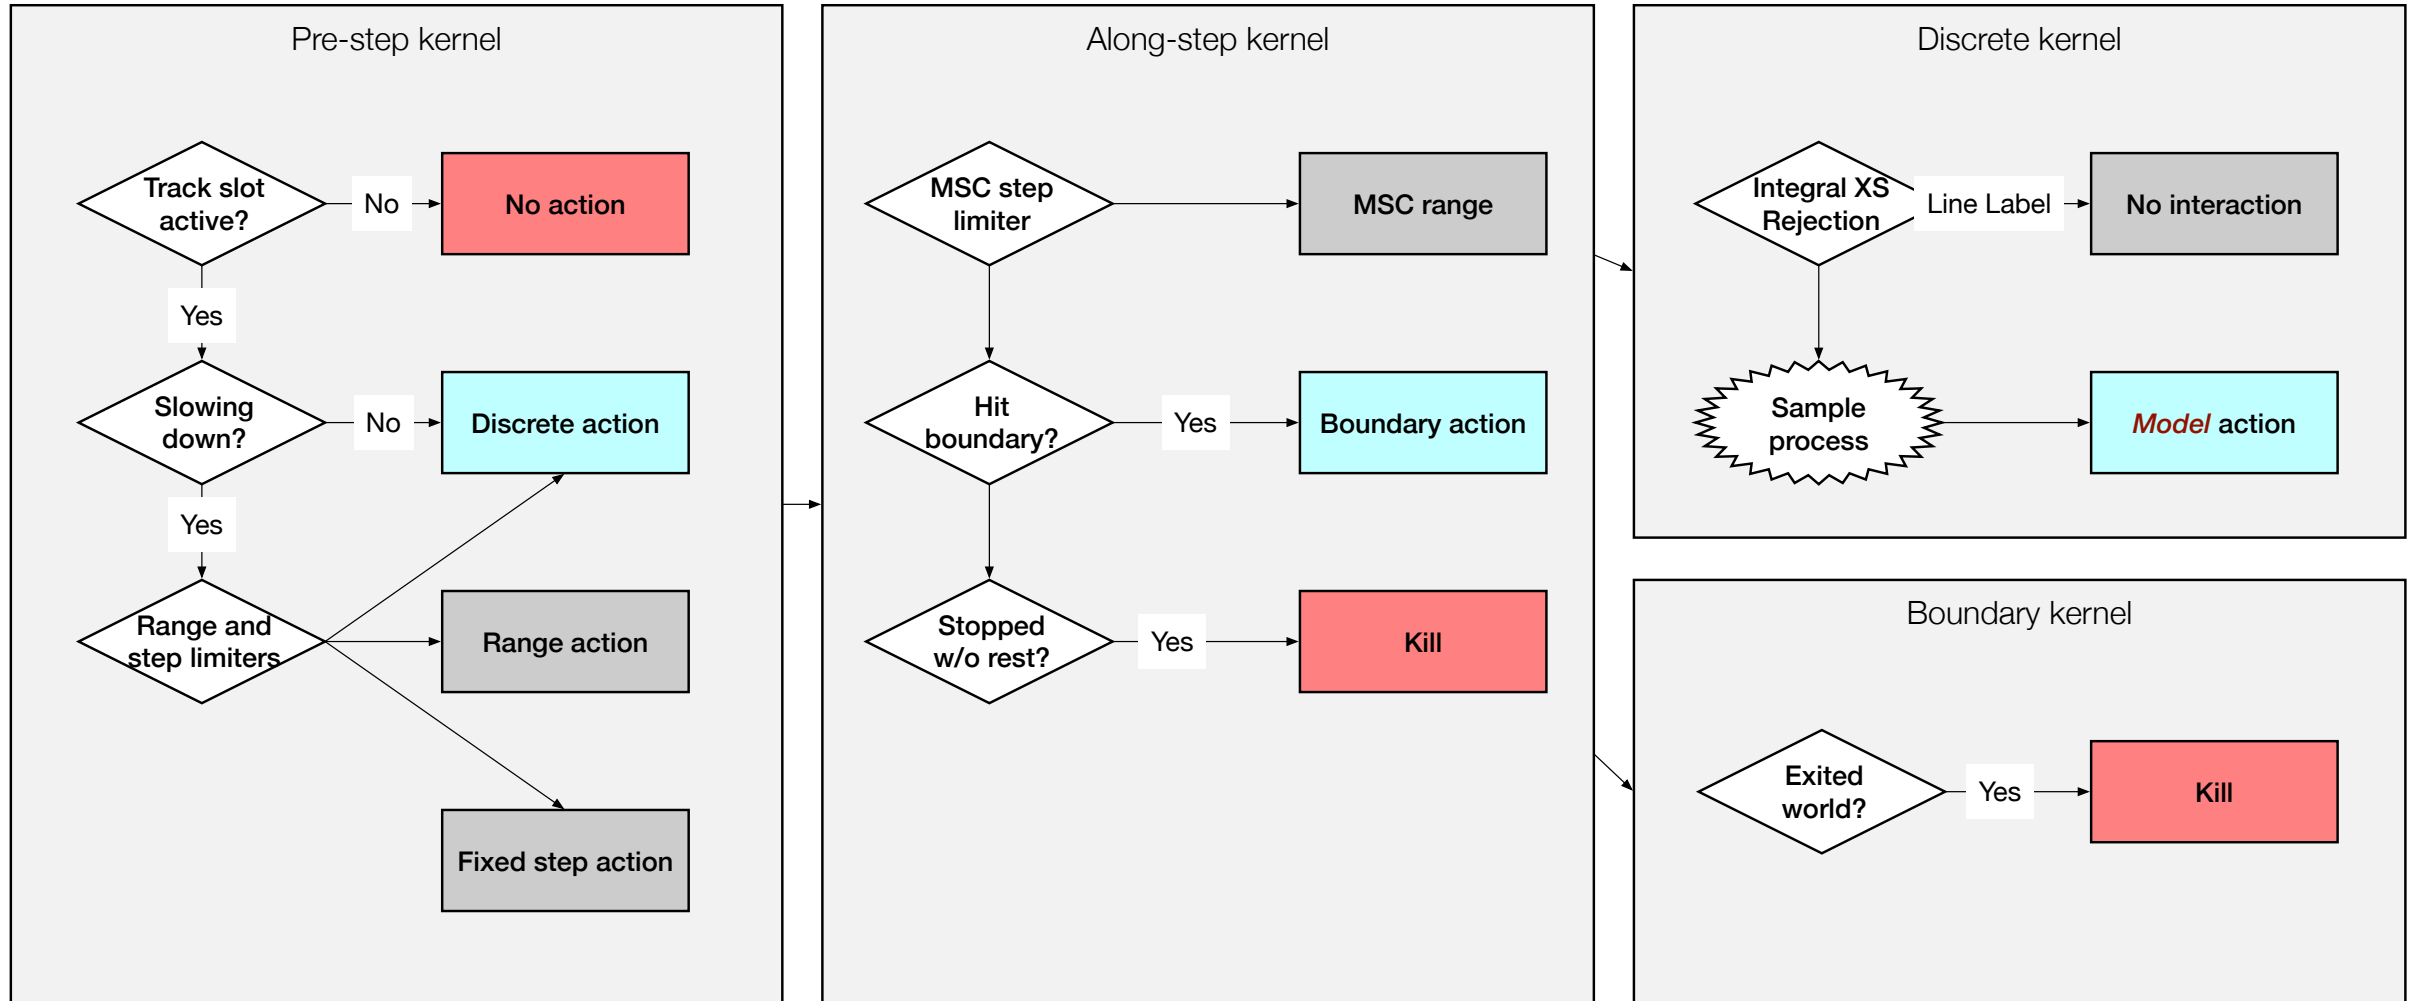 Pre-step kernel
Track slot
active?
No
No action
Yes
Slowing
down?
No
Discrete action
Yes
Range and
step limiters
Range action
Fixed step action
Along-step kernel
MSC step
limiter
MSC range
Hit
boundary?
Yes
Boundary action
Stopped
w/o rest?
Yes
Kill
Discrete kernel
Integral XS
Rejection
Line Label
No interaction
Sample
process
Model action
Boundary kernel
Exited
world?
Yes
Kill